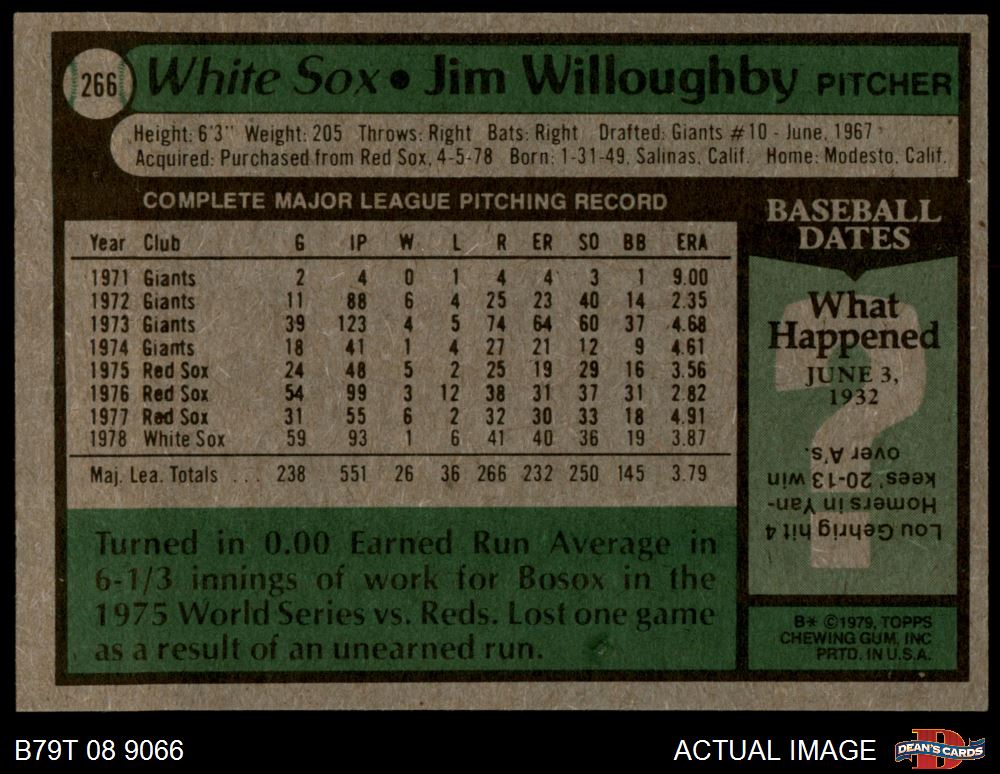 266 White Sox • Jim Willoughby PITCHER
Height: 6'3" Weight: 205 Throws: Right Bats: Right Drafted: Giants #10 - June, 1967
Acquired: Purchased from Red Sox, 4-5-78 Born: 1-31-49, Salinas, Calif. Home: Modesto, Calif.
COMPLETE MAJOR LEAGUE PITCHING RECORD
Year Club G IP W L R ER SO BB ERA
1971 Giants 2 4 0 1 4 4 3 1 9.00
1972 Giants 11 88 6 4 25 23 40 14 2.35
1973 Giants 39 123 4 5 74 64 60 37 4.68
1974 Giants 18 41 1 4 27 21 12 9 4.61
1975 Red Sox 24 48 5 2 25 19 29 16 3.56
1976 Red Sox 54 99 3 12 38 31 37 31 2.82
1977 Red Sox 31 55 6 2 32 30 33 18 4.91
1978 White Sox 59 93 1 6 41 40 36 19 3.87
Maj. Lea. Totals ... 238 551 26 36 266 232 250 145 3.79
Turned in 0.00 Earned Run Average in
6-1/3 innings of work for Bosox in the
1975 World Series vs. Reds. Lost one game
as a result of an unearned run.
BASEBALL
DATES
What
Happened
JUNE 3,
1932
Lou Gehrig hit 4
Homers in Yan-
kees' 20-13 win
over A's.
B* ©1979, TOPPS
CHEWING GUM, INC
PRTD. IN U.S.A.
B79T 08 9066
ACTUAL IMAGE
DEAN'S CARDS